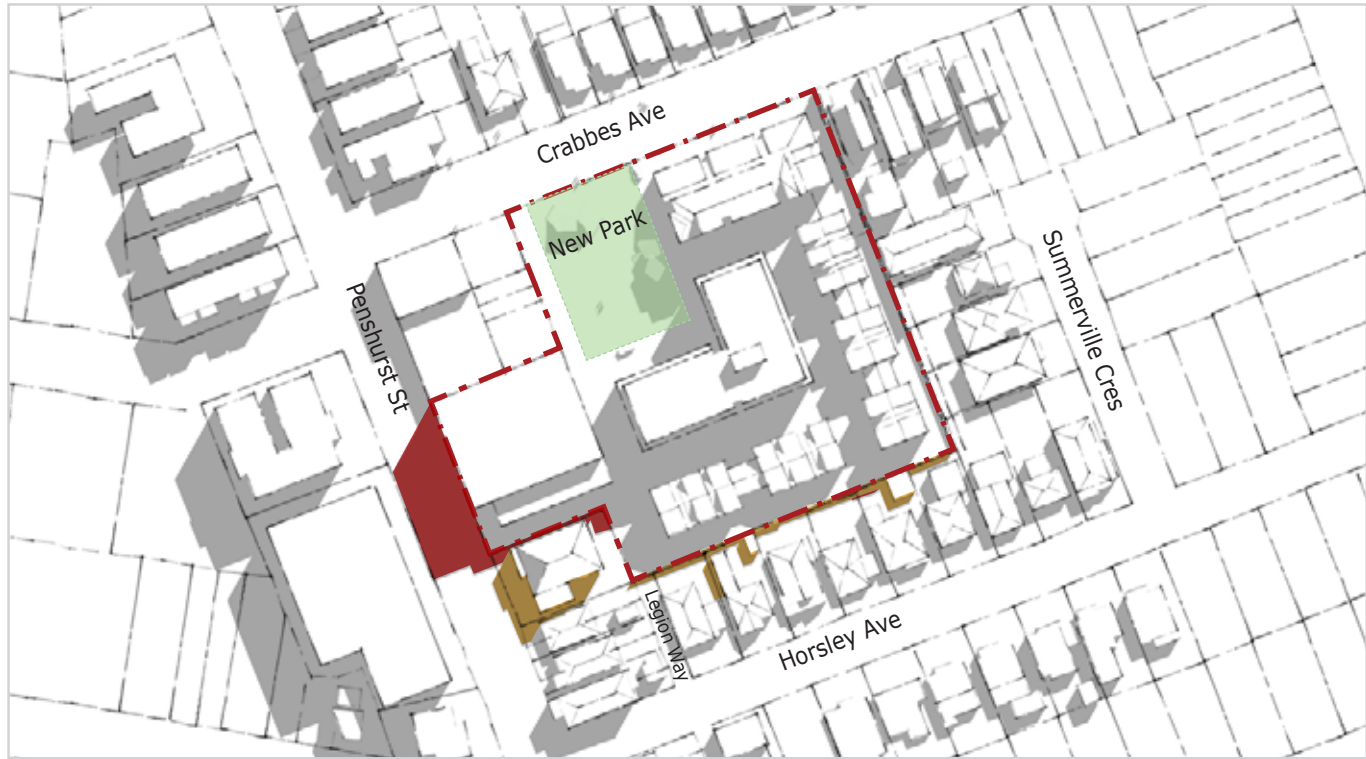 Crabbes Ave
New Park
Penshurst St
Summerville Cres
Legion Way
Horsley Ave